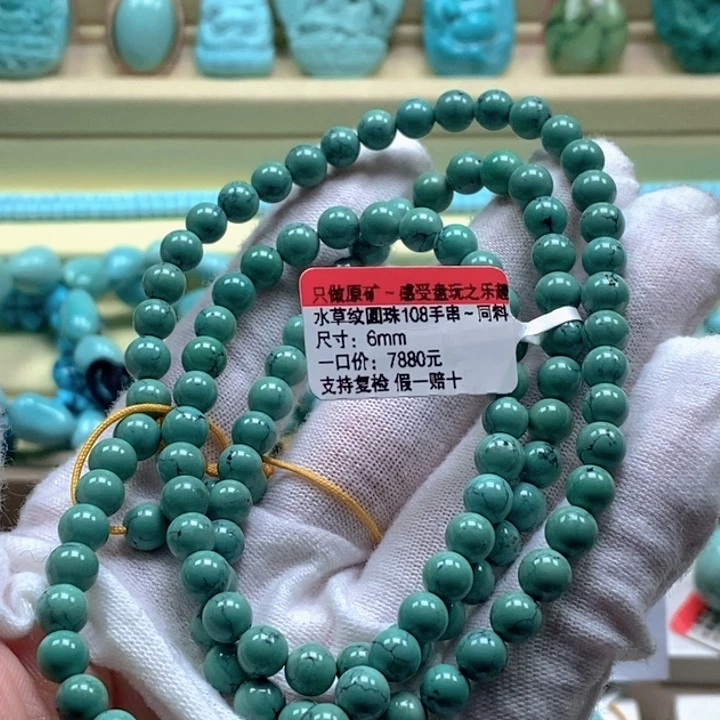 只做原矿~感受盘玩之乐趣
水草纹圆珠108手串~同料
尺寸：6mm
一口价：7880元
支持复检 假一赔十